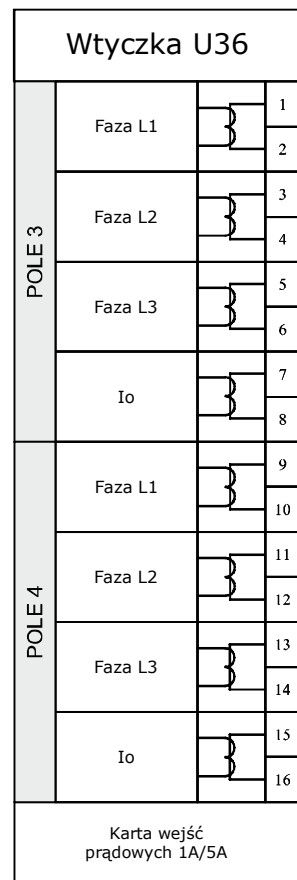 Wtyczka U36
POLE 3
Faza L1
1
2
Faza L2
3
4
Faza L3
5
6
Io
7
8
POLE 4
Faza L1
9
10
Faza L2
11
12
Faza L3
13
14
Io
15
16
Karta wejść
prądowych 1A/5A